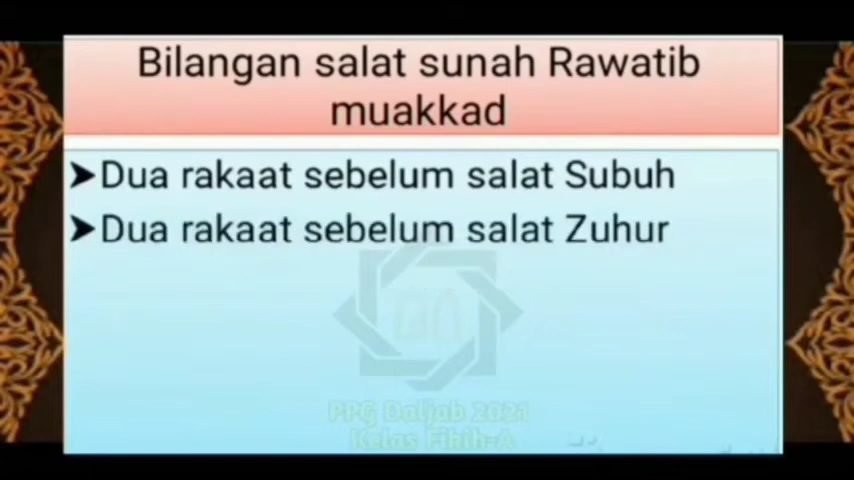 Bilangan salat sunah Rawatib
muakkad
➤Dua rakaat sebelum salat Subuh
➤Dua rakaat sebelum salat Zuhur
PPG Daljab 2021
Kelas Fikih-A